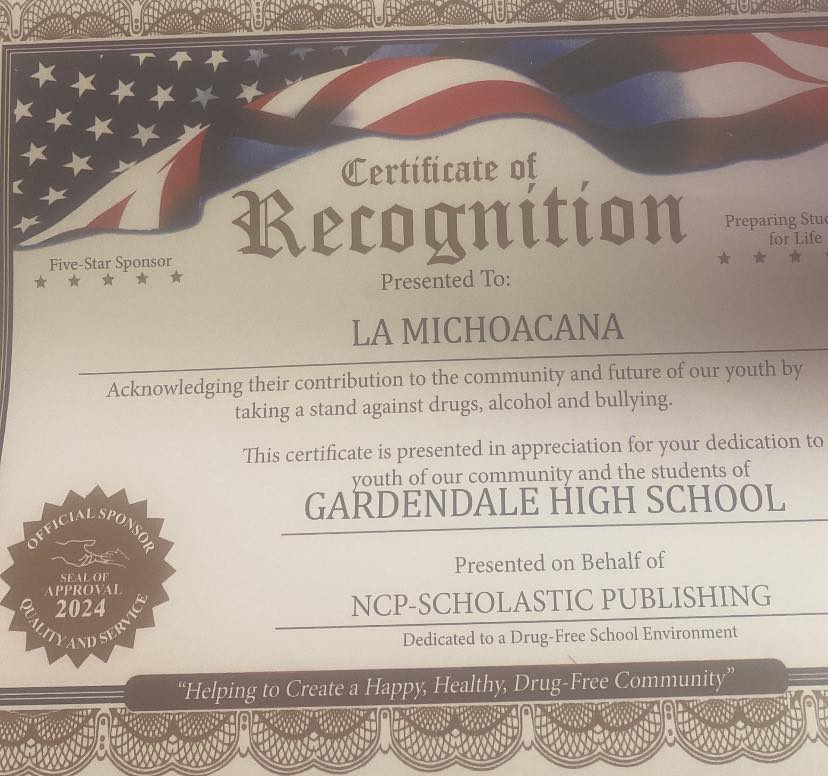 Certificate of
Recognition
Preparing
for Life
Five-Star Sponsor
Presented To:
LA MICHOACANA
Acknowledging their contribution to the community and future of our youth by
taking a stand against drugs, alcohol and bullying.
This certificate is presented in appreciation for your dedication to
youth of our community and the students of
GARDENDALE HIGH SCHOOL
OFFICIAL SPONSOR
SEAL OF
APPROVAL
2024
QUALITY AND SERVICE
Presented on Behalf of
NCP-SCHOLASTIC PUBLISHING
Dedicated to a Drug-Free School Environment
"Helping to Create a Happy, Healthy, Drug-Free Community"